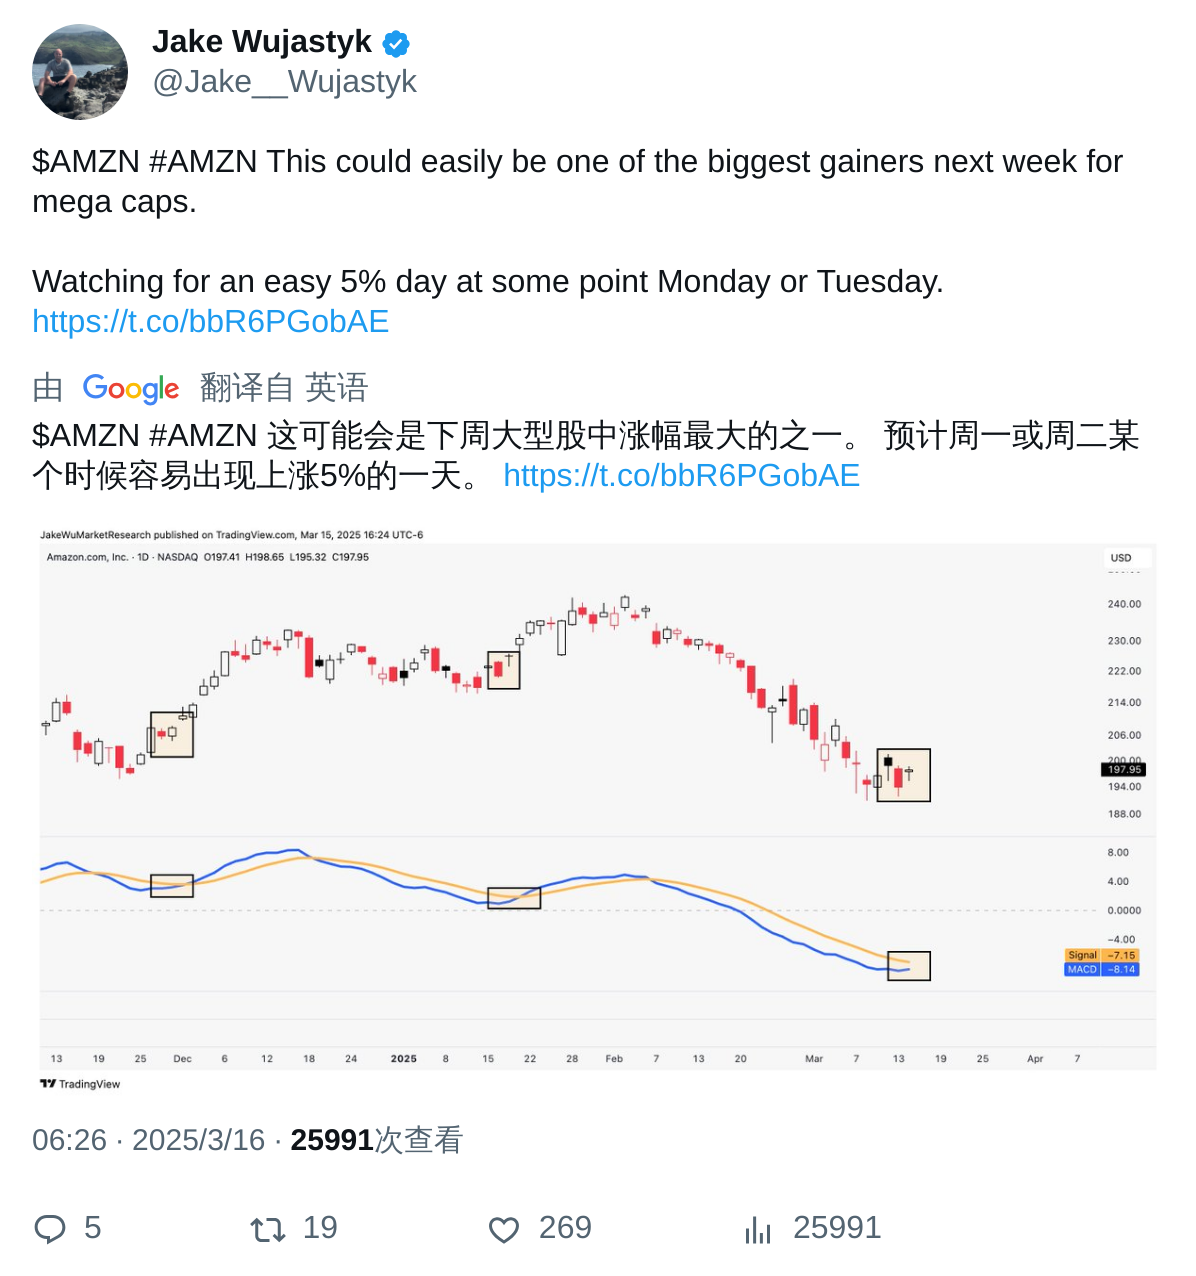 Jake Wujastyk
@Jake__Wujastyk
$AMZN #AMZN This could easily be one of the biggest gainers next week for
mega caps.
Watching for an easy 5% day at some point Monday or Tuesday.
https://t.co/bbR6PGobAE
由 Google 翻译自 英语
$AMZN #AMZN 这可能会是下周大型股中涨幅最大的之一。 预计周一或周二某
个时候容易出现上涨5%的一天。 https://t.co/bbR6PGobAE
JakeWuMarketResearch published on TradingView.com, Mar 15, 2025 16:24 UTC-6
Amazon.com, Inc. · 1D · NASDAQ O197.41 H198.65 L195.32 C197.95
USD
240.00
230.00
222.00
214.00
206.00
200.00
197.95
194.00
188.00
8.00
4.00
0.0000
−4.00
Signal −7.15
MACD −8.14
13 19 25 Dec 6 12 18 24 2025 8 15 22 28 Feb 7 13 20 Mar 7 13 19 25 Apr 7
TradingView
06:26 · 2025/3/16 · 25991次查看
5 19 269 25991